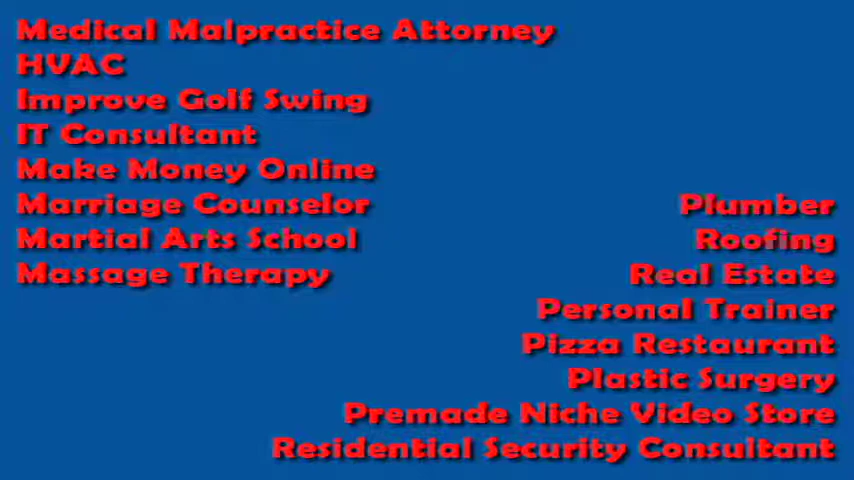 Medical Malpractice Attorney
HVAC
Improve Golf Swing
IT Consultant
Make Money Online
Marriage Counselor
Martial Arts School
Massage Therapy
Plumber
Roofing
Real Estate
Personal Trainer
Pizza Restaurant
Plastic Surgery
Premade Niche Video Store
Residential Security Consultant